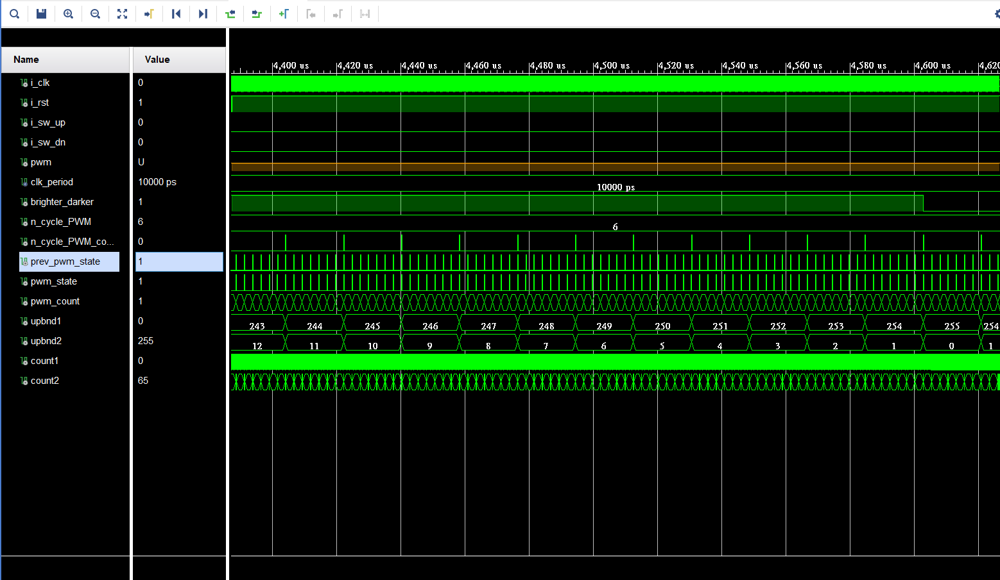 Name Value
4,400 us 4,420 us 4,440 us 4,460 us 4,480 us 4,500 us 4,520 us 4,540 us 4,560 us 4,580 us 4,600 us 4,620
i_clk 0
i_rst 1
i_sw_up 0
i_sw_dn 0
pwm U
clk_period 10000 ps 10000 ps
brighter_darker 1
n_cycle_PWM 6 6
n_cycle_PWM_co... 0
prev_pwm_state 1
pwm_state 1
pwm_count 1
upbnd1 0 243 244 245 246 247 248 249 250 251 252 253 254 255 254
upbnd2 255 12 11 10 9 8 7 6 5 4 3 2 1 0 1
count1 0
count2 65